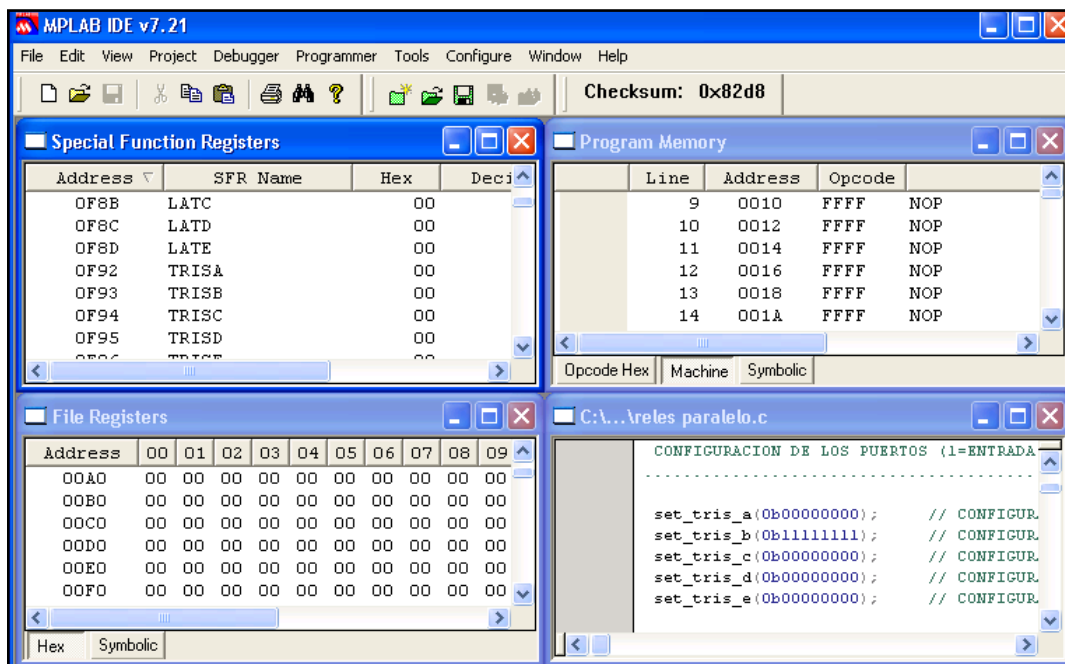 MPLAB IDE v7.21
File Edit View Project Debugger Programmer Tools Configure Window Help
Checksum: 0x82d8
Special Function Registers
Address SFR Name Hex Deci
0F8B LATC 00
0F8C LATD 00
0F8D LATE 00
0F92 TRISA 00
0F93 TRISB 00
0F94 TRISC 00
0F95 TRISD 00
Program Memory
Line Address Opcode
9 0010 FFFF NOP
10 0012 FFFF NOP
11 0014 FFFF NOP
12 0016 FFFF NOP
13 0018 FFFF NOP
14 001A FFFF NOP
Opcode Hex Machine Symbolic
File Registers
Address 00 01 02 03 04 05 06 07 08 09
00A0 00 00 00 00 00 00 00 00 00 00
00B0 00 00 00 00 00 00 00 00 00 00
00C0 00 00 00 00 00 00 00 00 00 00
00D0 00 00 00 00 00 00 00 00 00 00
00E0 00 00 00 00 00 00 00 00 00 00
00F0 00 00 00 00 00 00 00 00 00 00
Hex Symbolic
C:\...\reles paralelo.c
CONFIGURACION DE LOS PUERTOS (1=ENTRADA
- - - - - - - - - - - - - - - - - - - - - - - - - - - - - - - - - - - - - - - -
set_tris_a(0b00000000); // CONFIGUR
set_tris_b(0b11111111); // CONFIGUR
set_tris_c(0b00000000); // CONFIGUR
set_tris_d(0b00000000); // CONFIGUR
set_tris_e(0b00000000); // CONFIGUR